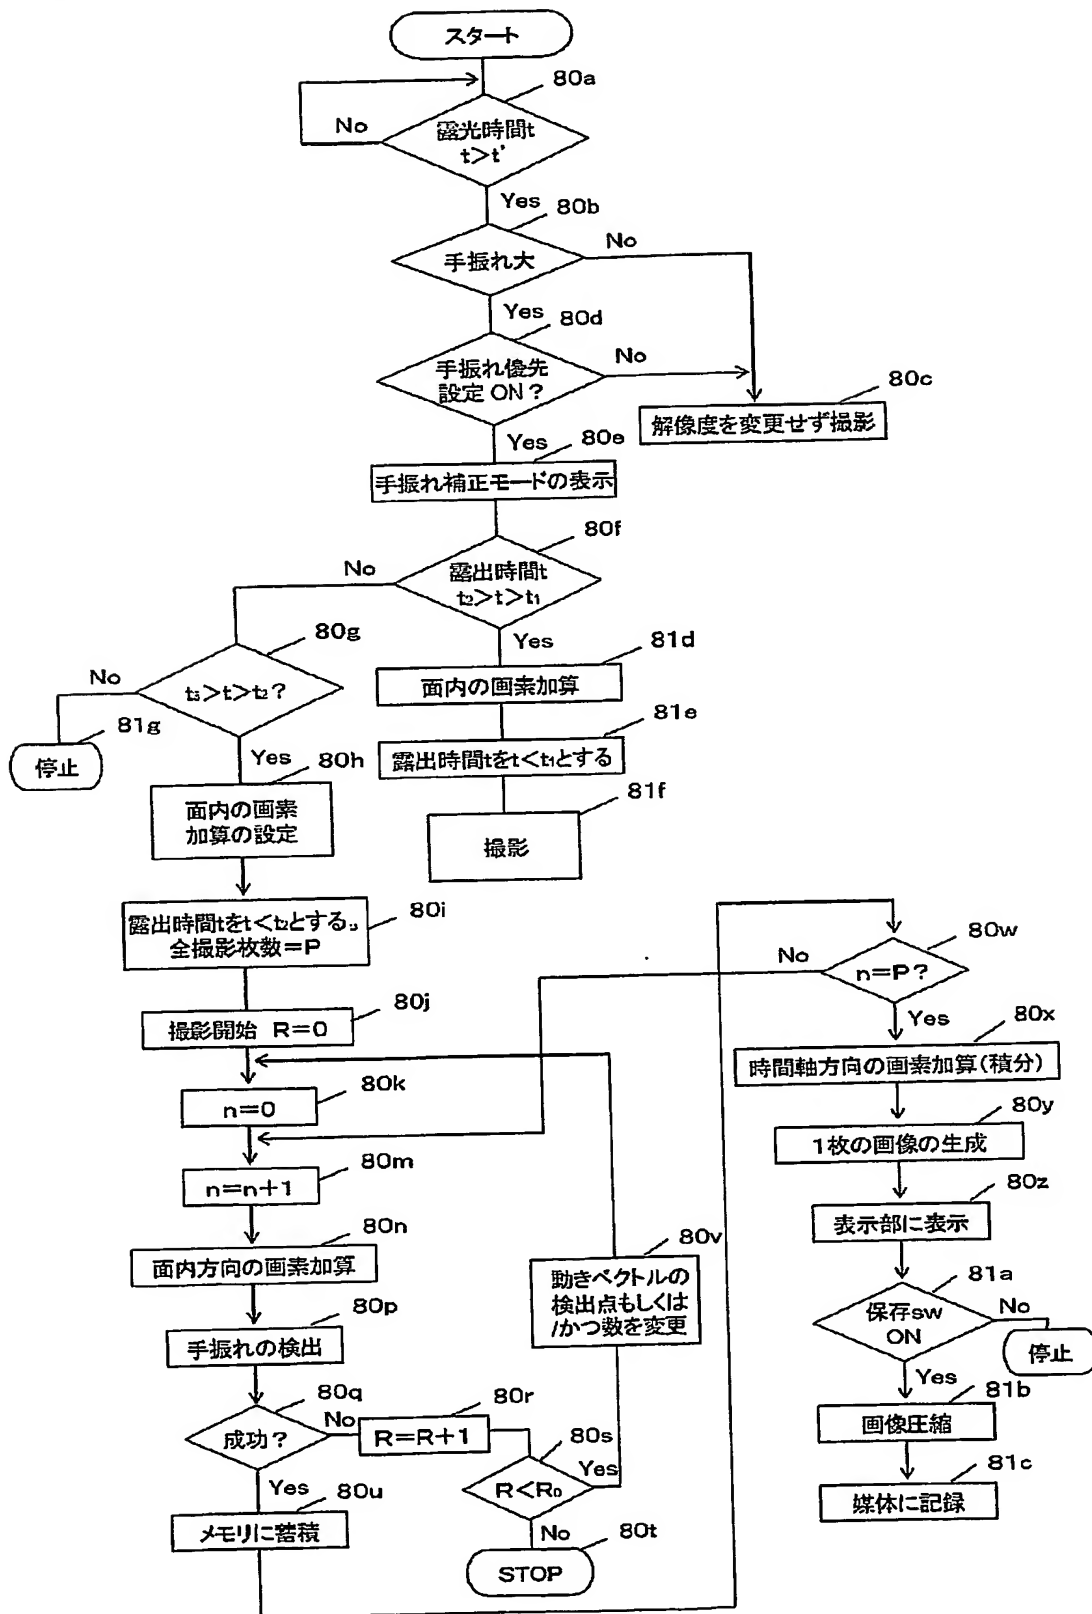 スタート
80a
露光時間t
t>t'
No
Yes
80b
手振れ大
No
Yes
80d
手振れ優先
設定 ON?
No
80c
解像度を変更せず撮影
Yes
80e
手振れ補正モードの表示
80f
露出時間t
t2>t>t1
No
Yes
80g
t3>t>t2?
No
81g
停止
Yes
81d
面内の画素加算
81e
露出時間tをt<t1とする
81f
撮影
80h
面内の画素
加算の設定
80i
露出時間tをt<t2とする。
全撮影枚数=P
80j
撮影開始 R=0
80k
n=0
80m
n=n+1
80n
面内方向の画素加算
80p
手振れの検出
80q
成功?
No
80r
R=R+1
80s
R<R0
Yes
No
80t
STOP
80v
動きベクトルの
検出点もしくは
/かつ数を変更
Yes
80u
メモリに蓄積
80w
n=P?
No
Yes
80x
時間軸方向の画素加算(積分)
80y
1枚の画像の生成
80z
表示部に表示
81a
保存sw
ON
No
停止
Yes
81b
画像圧縮
81c
媒体に記録